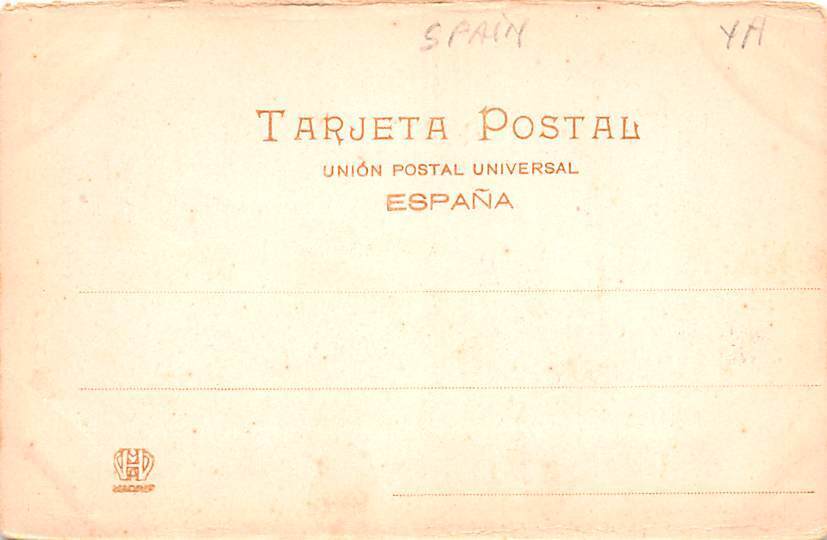 SPAIN YA
TARJETA POSTAL
UNIÓN POSTAL UNIVERSAL
ESPAÑA
MADRID